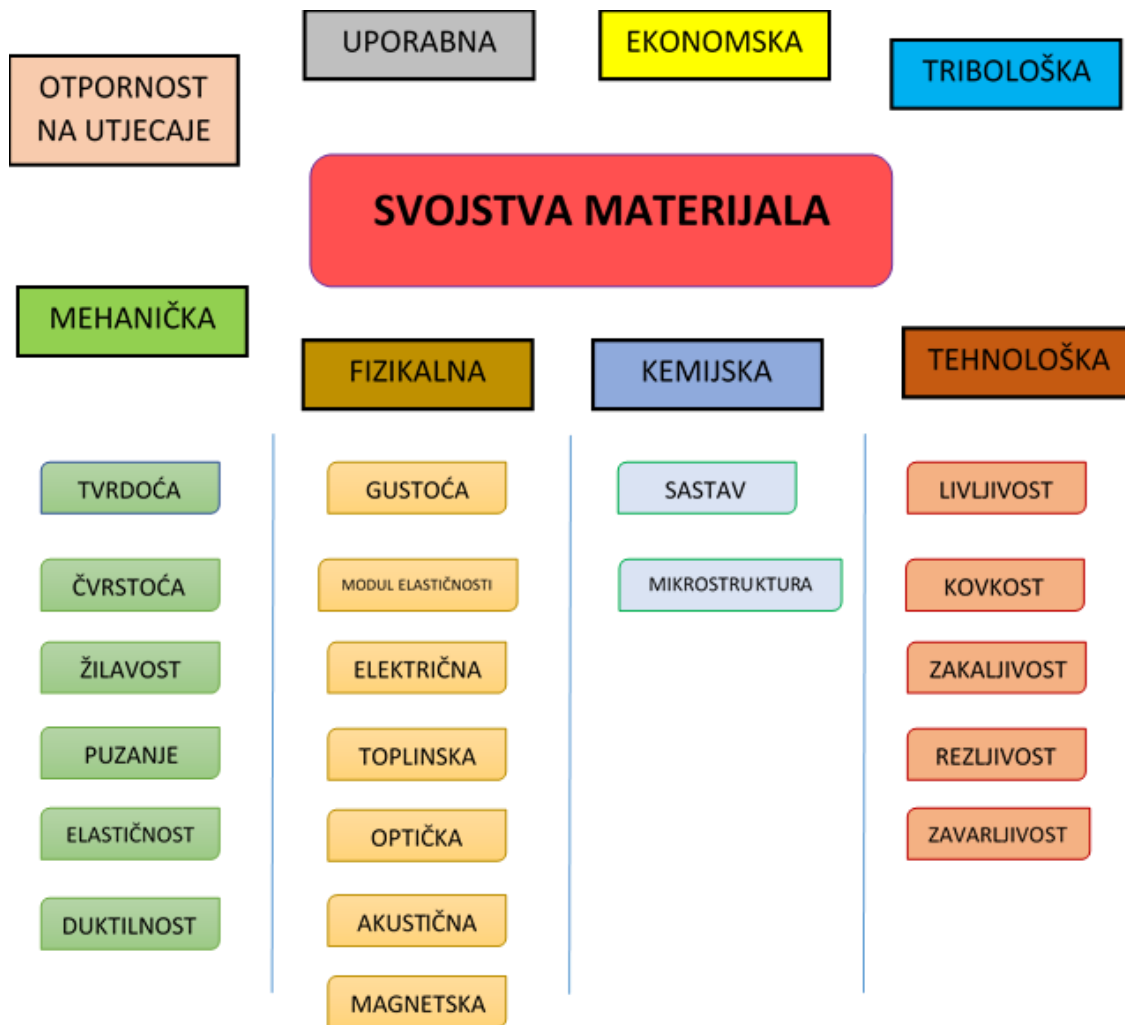 UPORABNA
EKONOMSKA
TRIBOLOŠKA
OTPORNOST
NA UTJECAJE
SVOJSTVA MATERIJALA
MEHANIČKA
FIZIKALNA
KEMIJSKA
TEHNOLOŠKA
TVRDOĆA
ČVRSTOĆA
ŽILAVOST
PUZANJE
ELASTIČNOST
DUKTILNOST
GUSTOĆA
MODUL ELASTIČNOSTI
ELEKTRIČNA
TOPLINSKA
OPTIČKA
AKUSTIČNA
MAGNETSKA
SASTAV
MIKROSTRUKTURA
LIVLJIVOST
KOVKOST
ZAKALJIVOST
REZLJIVOST
ZAVARLJIVOST